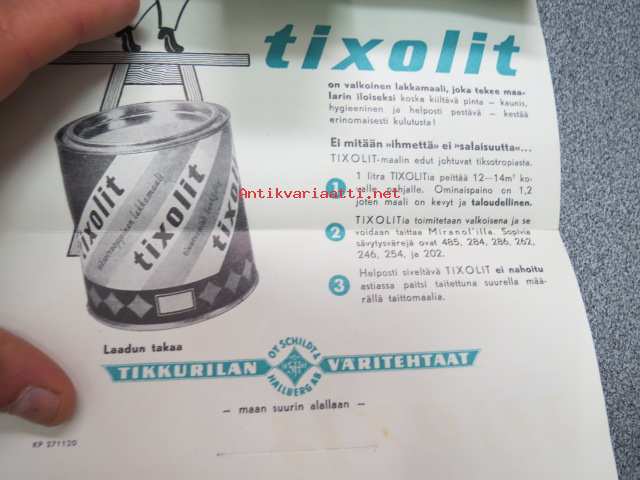 tixolit
on valkoinen lakkamaali, joka tekee maa-
larin iloiseksi koska kiiltävä pinta – kaunis,
hygieeninen ja helposti pestävä – kestää
erinomaisesti kulutusta!
Ei mitään »ihmettä» ei »salaisuutta»...
TIXOLIT-maalin edut johtuvat tiksotropiasta.
1 1 litra TIXOLITia peittää 12—14m²
pohjalle. Ominaispaino on 1,2
joten maali on kevyt ja taloudellinen.
2 TIXOLITia toimitetaan valkoisena ja se
voidaan taittaa Miranol'illa. Sopivia
sävytysvärejä ovat 485, 284, 286, 262,
246, 254, ja 202.
3 Helposti siveltävä TIXOLIT ei nahoitu
astiassa paitsi taitettuna suurella mää-
rällä taittomaalia.
Antikvariaatti.net
tixolit
tixolit
tixolit
Laadun takaa
TIKKURILAN OY SCHILDT & HALLBERG AB VÄRITEHTAAT
– maan suurin alallaan –
KP 271120